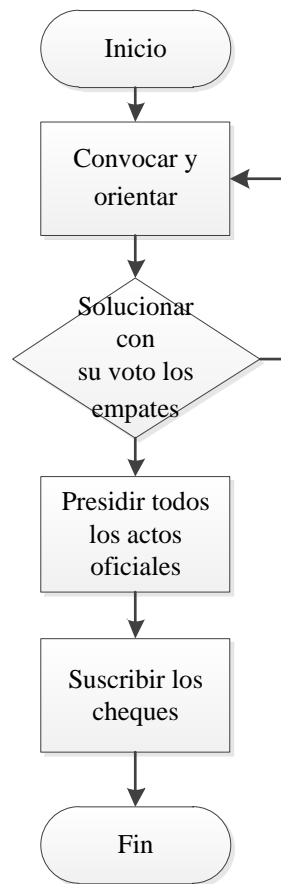 Inicio
Convocar y
orientar
Solucionar
con
su voto los
empates
Presidir todos
los actos
oficiales
Suscribir los
cheques
Fin